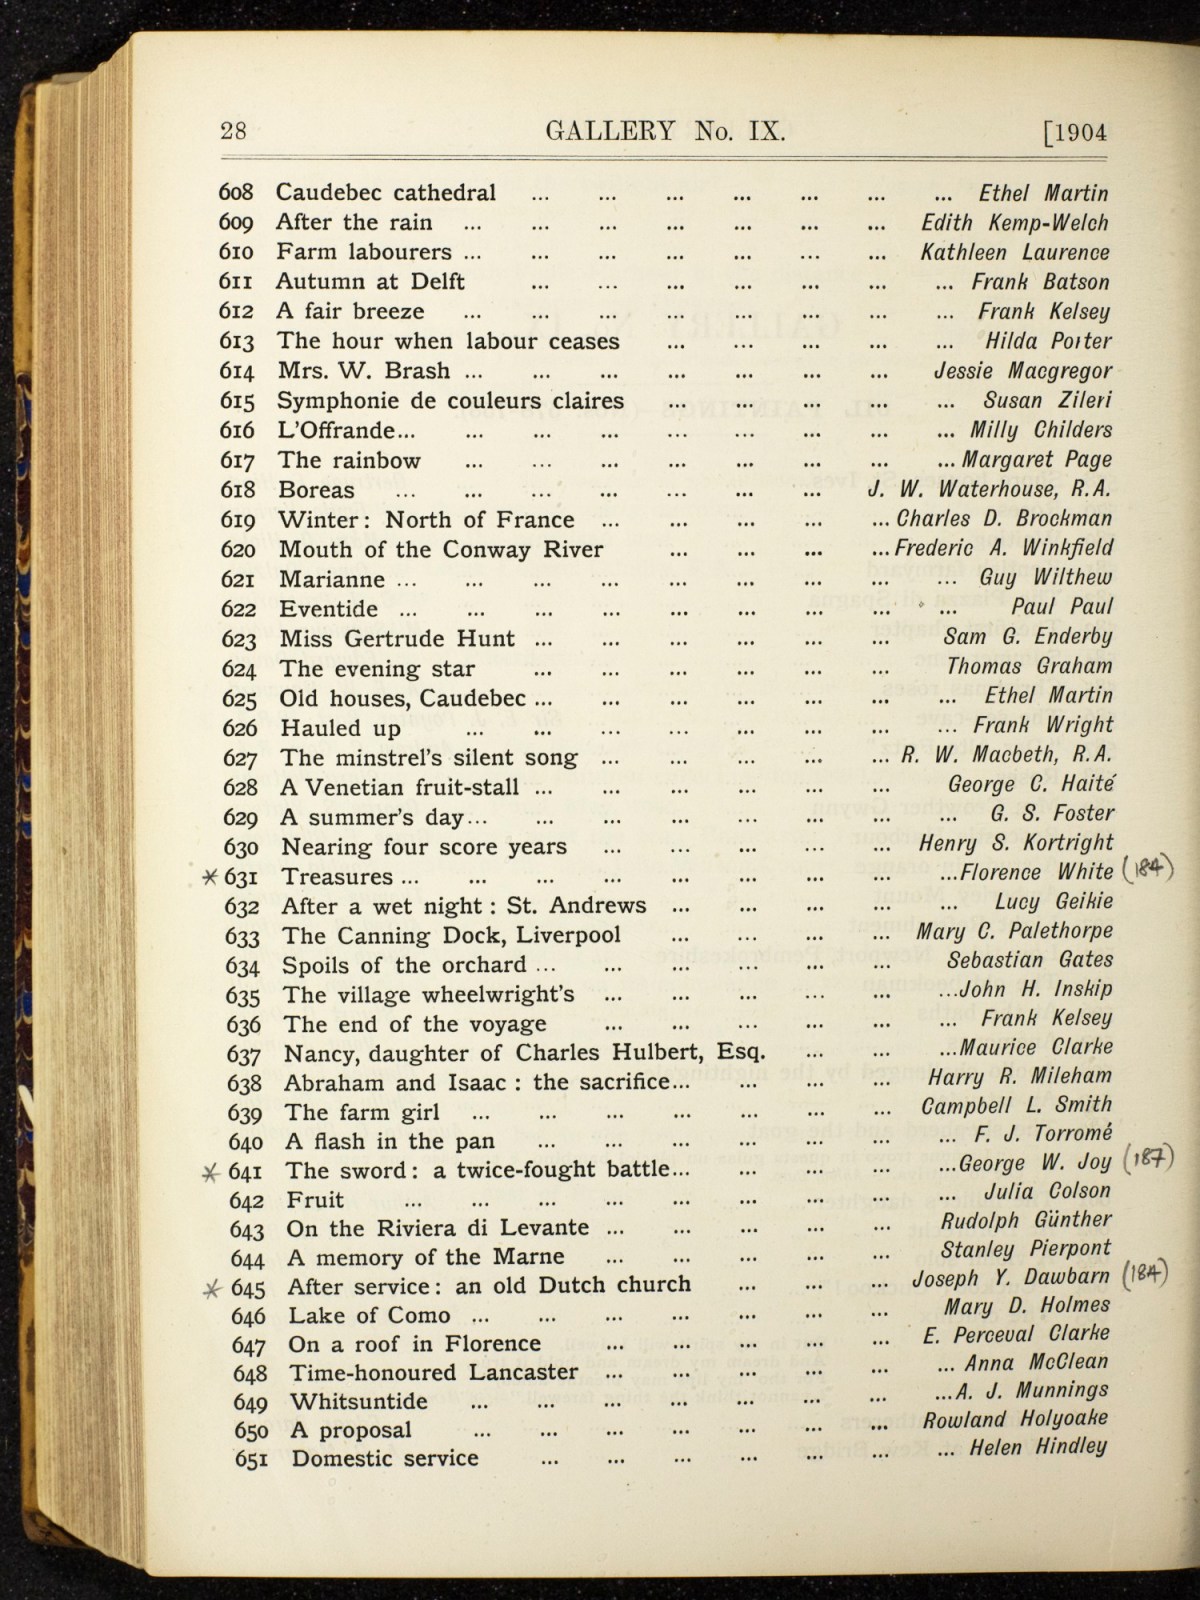 28 GALLERY No. IX. [1904
608 Caudebec cathedral ... ... ... ... ... ... ... Ethel Martin
609 After the rain ... ... ... ... ... ... ... Edith Kemp-Welch
610 Farm labourers ... ... ... ... ... ... ... Kathleen Laurence
611 Autumn at Delft ... ... ... ... ... ... ... Frank Batson
612 A fair breeze ... ... ... ... ... ... ... ... Frank Kelsey
613 The hour when labour ceases ... ... ... ... ... Hilda Porter
614 Mrs. W. Brash ... ... ... ... ... ... ... Jessie Macgregor
615 Symphonie de couleurs claires ... ... ... ... ... Susan Zileri
616 L'Offrande... ... ... ... ... ... ... ... ... Milly Childers
617 The rainbow ... ... ... ... ... ... ... ... Margaret Page
618 Boreas ... ... ... ... ... ... ... J. W. Waterhouse, R.A.
619 Winter: North of France ... ... ... ... ... Charles D. Brockman
620 Mouth of the Conway River ... ... ... ... Frederic A. Winkfield
621 Marianne ... ... ... ... ... ... ... ... ... Guy Wilthew
622 Eventide ... ... ... ... ... ... ... ... ... Paul Paul
623 Miss Gertrude Hunt ... ... ... ... ... ... Sam G. Enderby
624 The evening star ... ... ... ... ... ... Thomas Graham
625 Old houses, Caudebec ... ... ... ... ... ... ... Ethel Martin
626 Hauled up ... ... ... ... ... ... ... ... Frank Wright
627 The minstrel's silent song ... ... ... ... ... R. W. Macbeth, R.A.
628 A Venetian fruit-stall ... ... ... ... ... ... George C. Haité
629 A summer's day... ... ... ... ... ... ... ... G. S. Foster
630 Nearing four score years ... ... ... ... ... Henry S. Kortright
* 631 Treasures ... ... ... ... ... ... ... ... ...Florence White (184)
632 After a wet night : St. Andrews ... ... ... ... ... Lucy Geikie
633 The Canning Dock, Liverpool ... ... ... ... Mary C. Palethorpe
634 Spoils of the orchard ... ... ... ... ... ... Sebastian Gates
635 The village wheelwright's ... ... ... ... ... ...John H. Inskip
636 The end of the voyage ... ... ... ... ... ... Frank Kelsey
637 Nancy, daughter of Charles Hulbert, Esq. ... ... ...Maurice Clarke
638 Abraham and Isaac : the sacrifice... ... ... ... Harry R. Mileham
639 The farm girl ... ... ... ... ... ... ... Campbell L. Smith
640 A flash in the pan ... ... ... ... ... ... ... F. J. Torromé
* 641 The sword : a twice-fought battle... ... ... ... ...George W. Joy (187)
642 Fruit ... ... ... ... ... ... ... ... ... Julia Colson
643 On the Riviera di Levante ... ... ... ... ... Rudolph Günther
644 A memory of the Marne ... ... ... ... ... Stanley Pierpont
* 645 After service : an old Dutch church ... ... ... Joseph Y. Dawbarn (184)
646 Lake of Como ... ... ... ... ... ... ... Mary D. Holmes
647 On a roof in Florence ... ... ... ... ... E. Perceval Clarke
648 Time-honoured Lancaster ... ... ... ... ... ... Anna McClean
649 Whitsuntide ... ... ... ... ... ... ... ...A. J. Munnings
650 A proposal ... ... ... ... ... ... ... Rowland Holyoake
651 Domestic service ... ... ... ... ... ... ... Helen Hindley